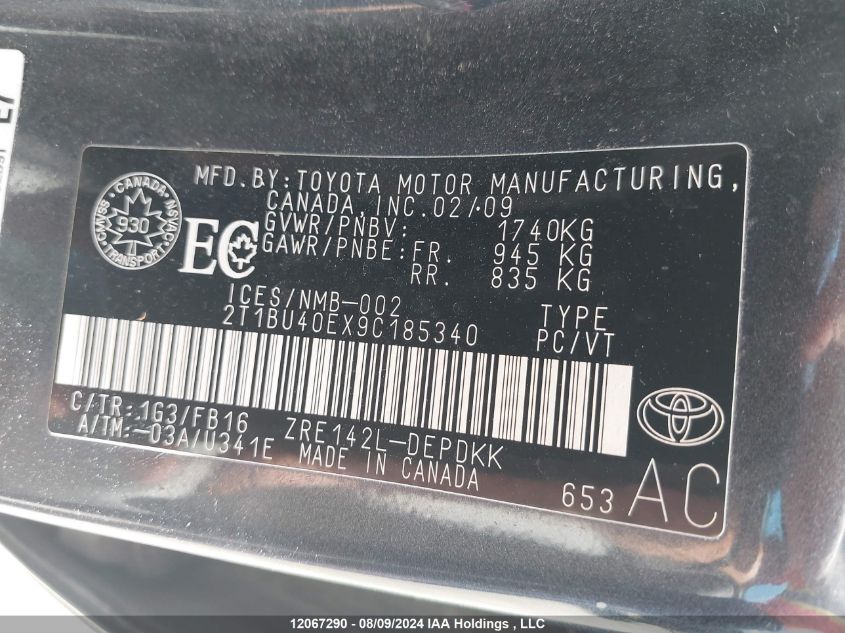 MFD.BY:TOYOTA MOTOR MANUFACTURING,
CANADA, INC. 02/09
GVWR/PNBV: 1740KG
GAWR/PNBE: FR. 945 KG
RR. 835 KG
CANADA
CMVSS 930 NSVAC
TRANSPORT
EC
ICES/NMB-002
2T1BU40EX9C185340
TYPE
PC/VT
C/TR: 1G3/FB16 ZRE142L-DEPDKK
A/TM: -03A/U341E MADE IN CANADA
653 AC
12067290 - 08/09/2024 IAA Holdings, LLC